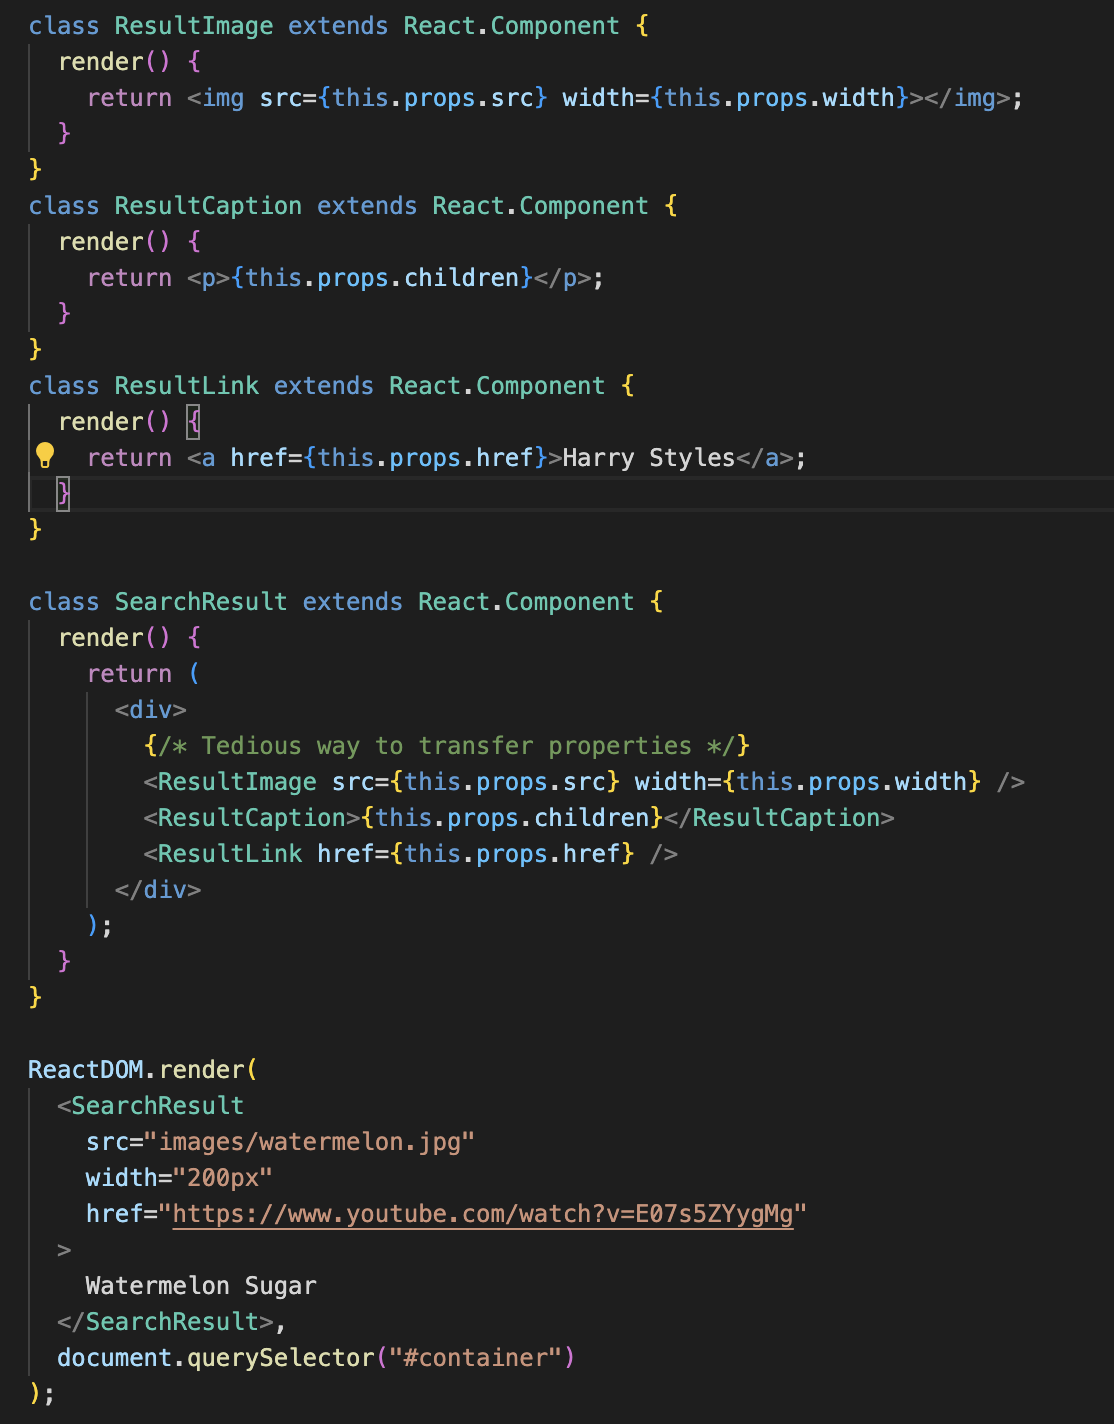 class ResultImage extends React.Component {
  render() {
    return <img src={this.props.src} width={this.props.width}></img>;
  }
}
class ResultCaption extends React.Component {
  render() {
    return <p>{this.props.children}</p>;
  }
}
class ResultLink extends React.Component {
  render() {
    return <a href={this.props.href}>Harry Styles</a>;
  }
}

class SearchResult extends React.Component {
  render() {
    return (
      <div>
        {/* Tedious way to transfer properties */}
        <ResultImage src={this.props.src} width={this.props.width} />
        <ResultCaption>{this.props.children}</ResultCaption>
        <ResultLink href={this.props.href} />
      </div>
    );
  }
}

ReactDOM.render(
  <SearchResult
    src="images/watermelon.jpg"
    width="200px"
    href="https://www.youtube.com/watch?v=E07s5ZYygMg"
  >
    Watermelon Sugar
  </SearchResult>,
  document.querySelector("#container")
);